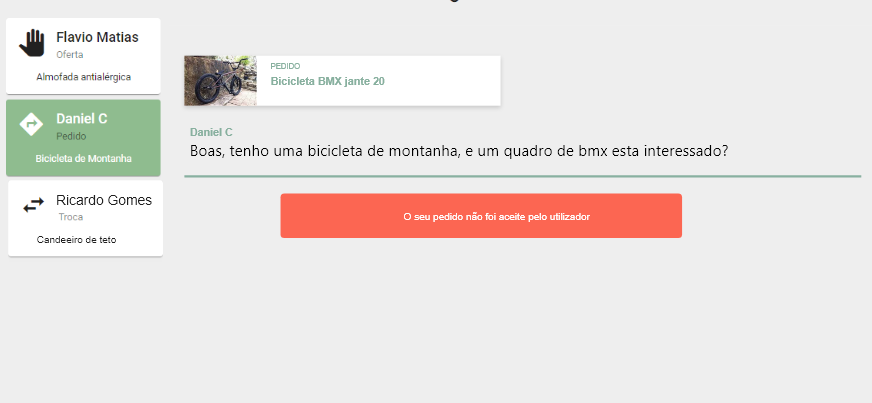 Flavio Matias
Oferta
Almofada antialérgica
Daniel C
Pedido
Bicicleta de Montanha
Ricardo Gomes
Troca
Candeeiro de teto
PEDIDO
Bicicleta BMX jante 20
Daniel C
Boas, tenho uma bicicleta de montanha, e um quadro de bmx esta interessado?
O seu pedido não foi aceite pelo utilizador